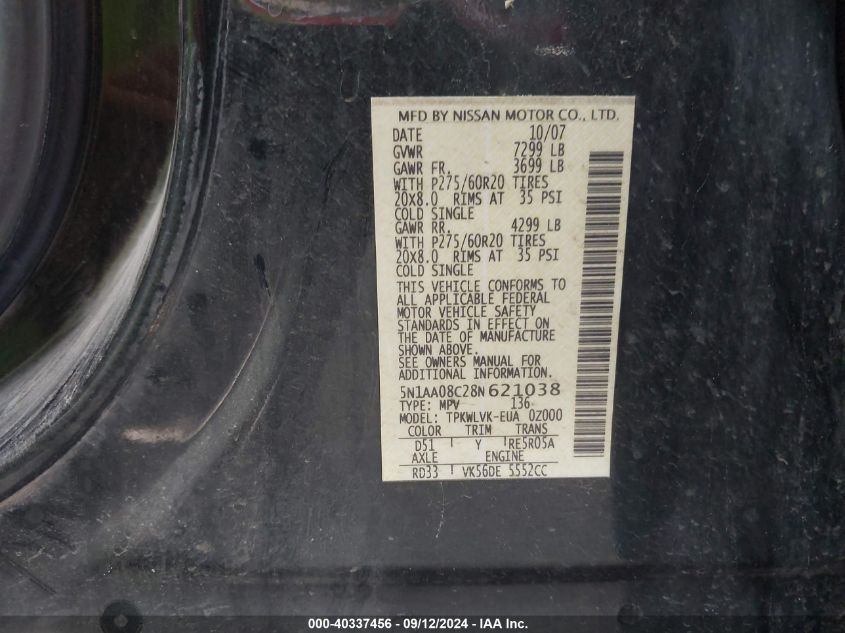 MFD BY NISSAN MOTOR CO., LTD.
DATE 10/07
GVWR 7299 LB
GAWR FR. 3699 LB
WITH P275/60R20 TIRES
20X8.0 RIMS AT 35 PSI
COLD SINGLE
GAWR RR. 4299 LB
WITH P275/60R20 TIRES
20X8.0 RIMS AT 35 PSI
COLD SINGLE
THIS VEHICLE CONFORMS TO
ALL APPLICABLE FEDERAL
MOTOR VEHICLE SAFETY
STANDARDS IN EFFECT ON
THE DATE OF MANUFACTURE
SHOWN ABOVE.
SEE OWNERS MANUAL FOR
ADDITIONAL INFORMATION.
5N1AA08C28N621038
TYPE: MPV 136
MODEL: TPKWLVK-EUA 0Z000
COLOR TRIM TRANS
D51 Y RE5R05A
AXLE ENGINE
RD33 VK56DE 5552CC
000-40337456 - 09/12/2024 - IAA Inc.